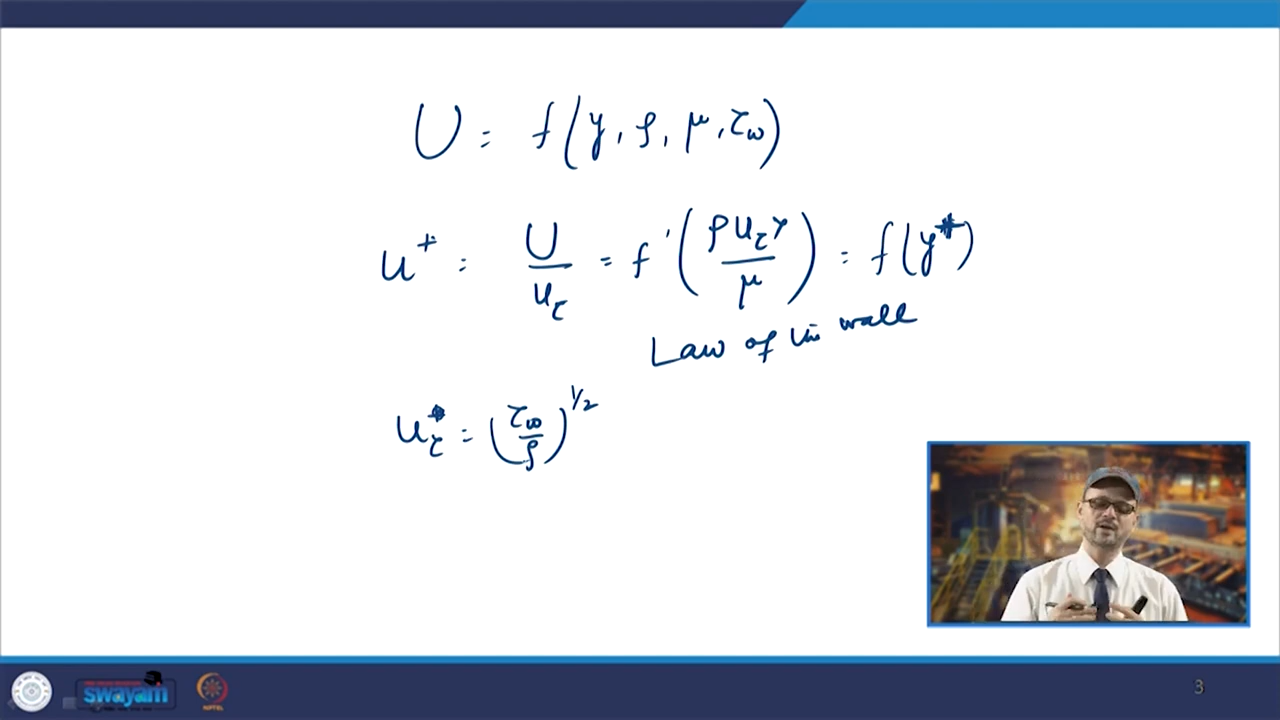 U = f(y, ρ, μ, τw)
u+ = U/uτ = f'(ρuτy/μ) = f(y+)
Law of the wall
uτ = (τw/ρ)^1/2
3
swayam